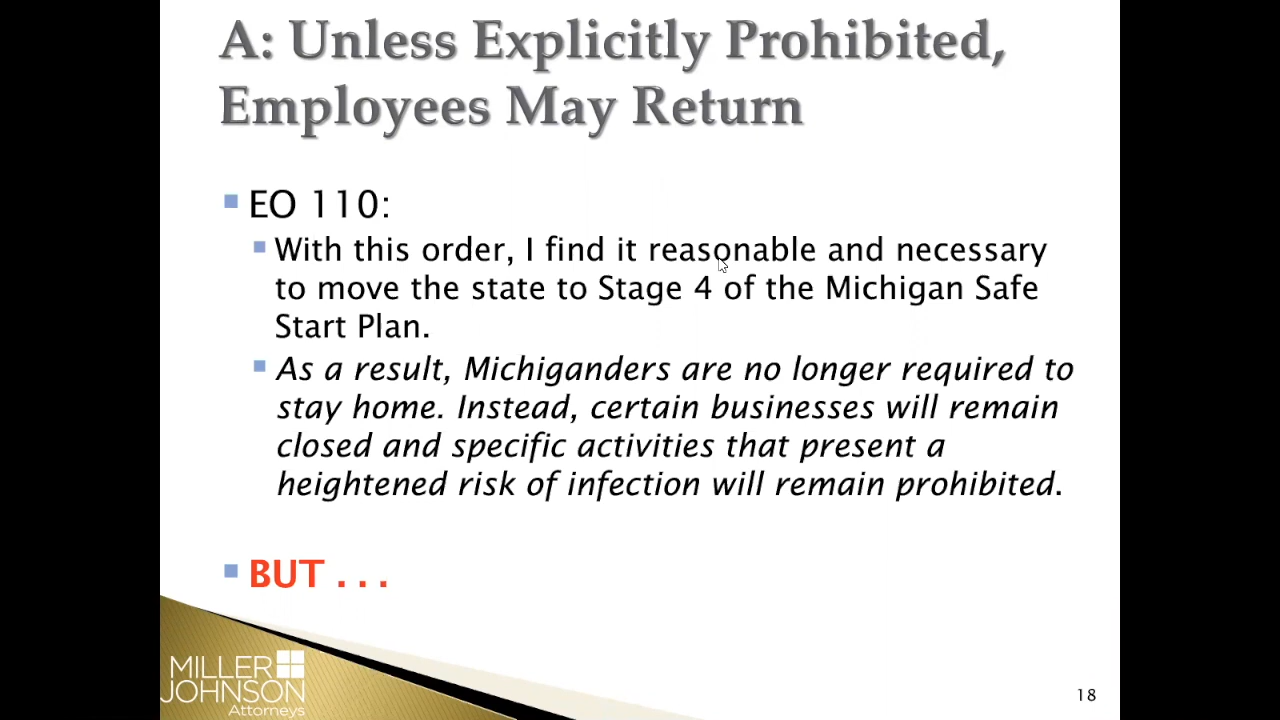 A: Unless Explicitly Prohibited,
Employees May Return
EO 110:
With this order, I find it reasonable and necessary
to move the state to Stage 4 of the Michigan Safe
Start Plan.
As a result, Michiganders are no longer required to
stay home. Instead, certain businesses will remain
closed and specific activities that present a
heightened risk of infection will remain prohibited.
BUT . . .
MILLER
JOHNSON
Attorneys
18